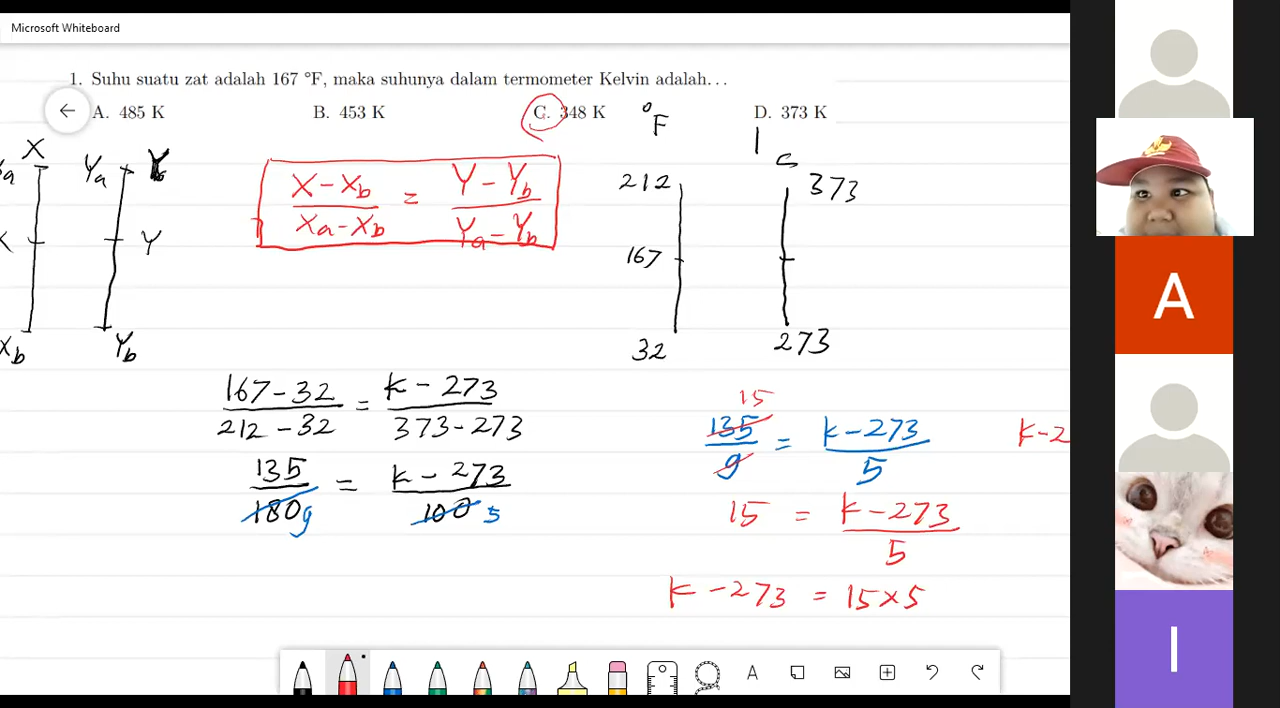 Microsoft Whiteboard
1. Suhu suatu zat adalah 167 °F, maka suhunya dalam termometer Kelvin adalah...
A. 485 K B. 453 K C. 348 K D. 373 K
°F
X Ya
Xa
X - Xb / Xa - Xb = Y - Yb / Ya - Yb
212 373
X Y
167
Xb Yb
32 273
167 - 32 / 212 - 32 = K - 273 / 373 - 273
135 / 180 9 = K - 273 / 100 5
15
135 / 9 = K - 273 / 5
K - 2
15 = K - 273 / 5
K - 273 = 15 × 5
A
A
I